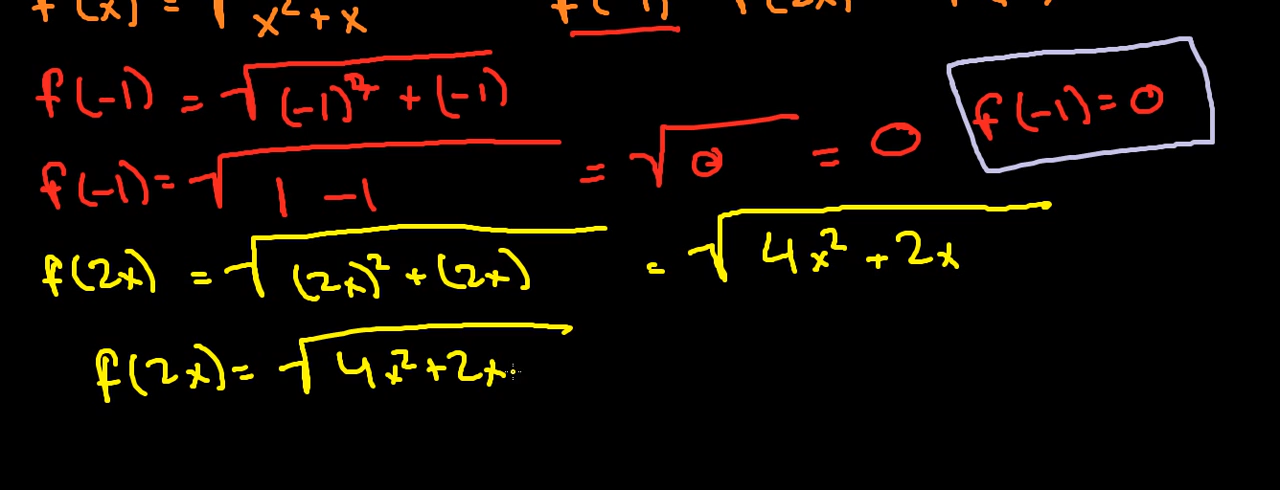 f(x) = √x² + x
f(-1) = √(-1)² + (-1)
f(-1) = 0
f(-1) = √1 - 1 = √0 = 0
f(2x) = √(2x)² + (2x) = √4x² + 2x
f(2x) = √4x² + 2x